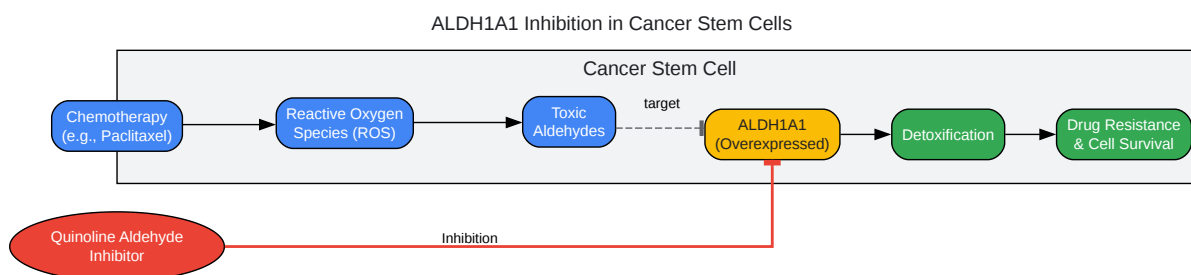 ALDH1A1 Inhibition in Cancer Stem Cells
Cancer Stem Cell
Chemotherapy
(e.g., Paclitaxel)
Reactive Oxygen
Species (ROS)
Toxic
Aldehydes
target
ALDH1A1
(Overexpressed)
Detoxification
Drug Resistance
& Cell Survival
Quinoline Aldehyde
Inhibitor
Inhibition